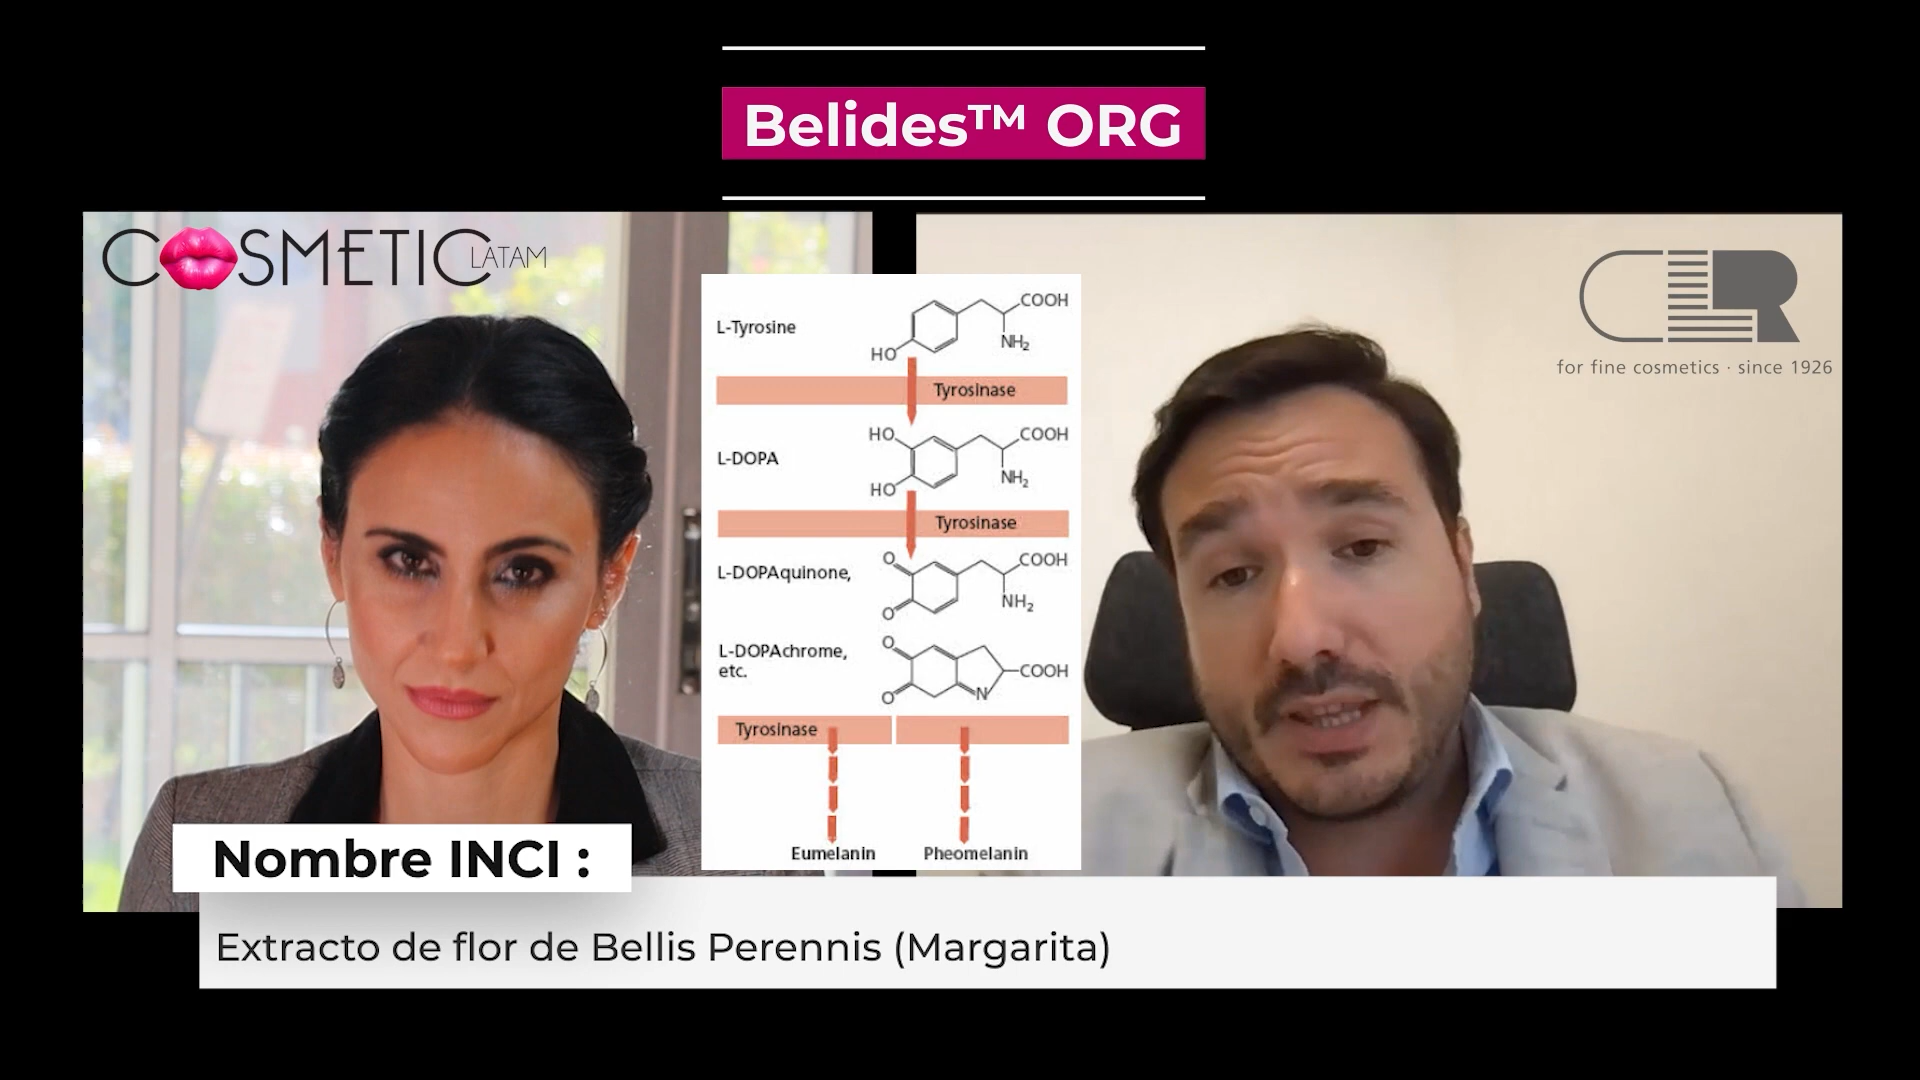 Belides™ ORG
COSMETIC LATAM
CLR
for fine cosmetics · since 1926
L-Tyrosine
COOH
NH₂
HO
Tyrosinase
L-DOPA
HO
COOH
NH₂
HO
Tyrosinase
L-DOPAquinone,
O
COOH
NH₂
O
L-DOPAchrome,
etc.
O
COOH
N
O
Tyrosinase
Eumelanin Pheomelanin
Nombre INCI :
Extracto de flor de Bellis Perennis (Margarita)